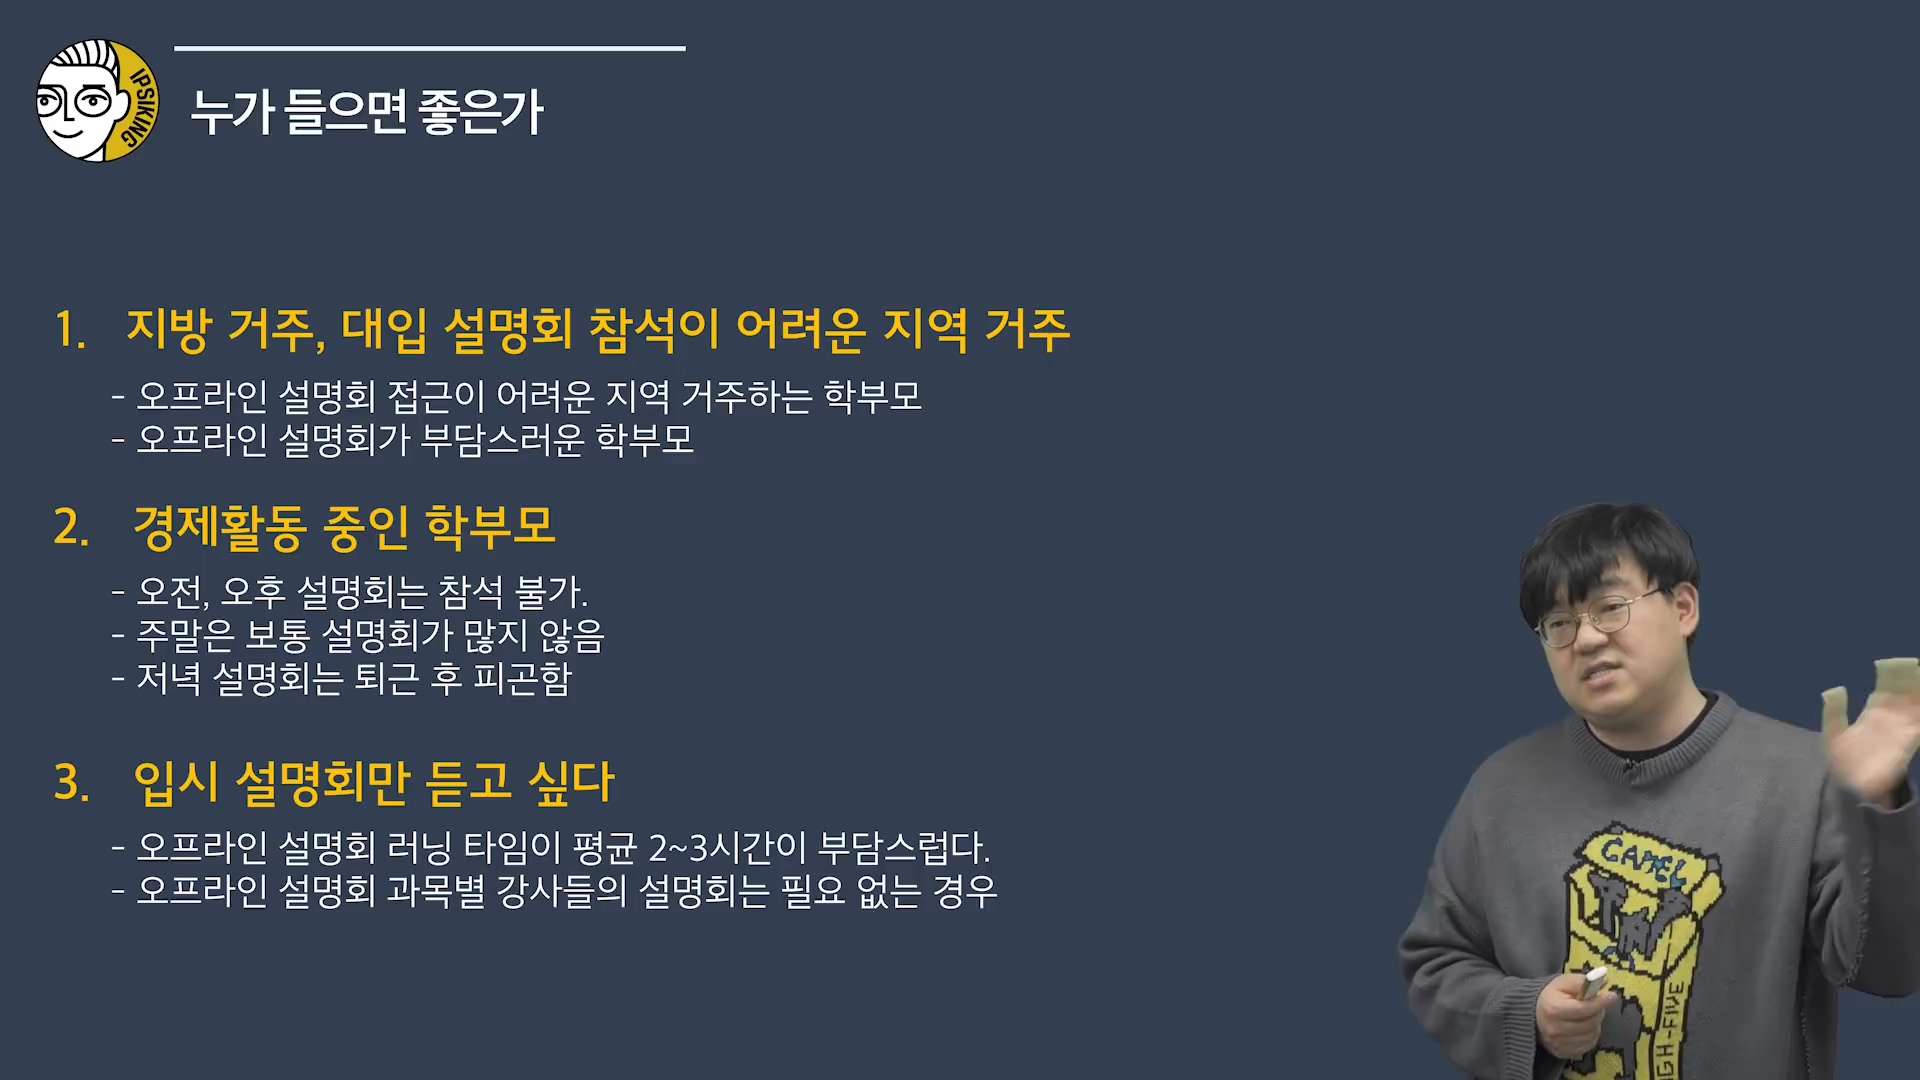 IPSIKING
누가 들으면 좋은가
1. 지방 거주, 대입 설명회 참석이 어려운 지역 거주
- 오프라인 설명회 접근이 어려운 지역 거주하는 학부모
- 오프라인 설명회가 부담스러운 학부모
2. 경제활동 중인 학부모
- 오전, 오후 설명회는 참석 불가.
- 주말은 보통 설명회가 많지 않음
- 저녁 설명회는 퇴근 후 피곤함
3. 입시 설명회만 듣고 싶다
- 오프라인 설명회 러닝 타임이 평균 2~3시간이 부담스럽다.
- 오프라인 설명회 과목별 강사들의 설명회는 필요 없는 경우
CAMEL